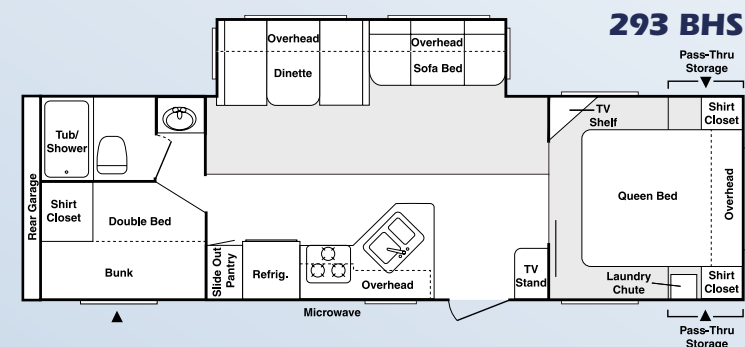 293 BHS
Pass-Thru
Storage
Overhead
Dinette
Overhead
Sofa Bed
TV
Shelf
Shirt
Closet
Tub/
Shower
Rear Garage
Shirt
Closet
Double Bed
Bunk
Queen Bed
Overhead
Slide Out
Pantry
Refrig.
Overhead
Microwave
TV
Stand
Laundry
Chute
Shirt
Closet
Pass-Thru
Storage